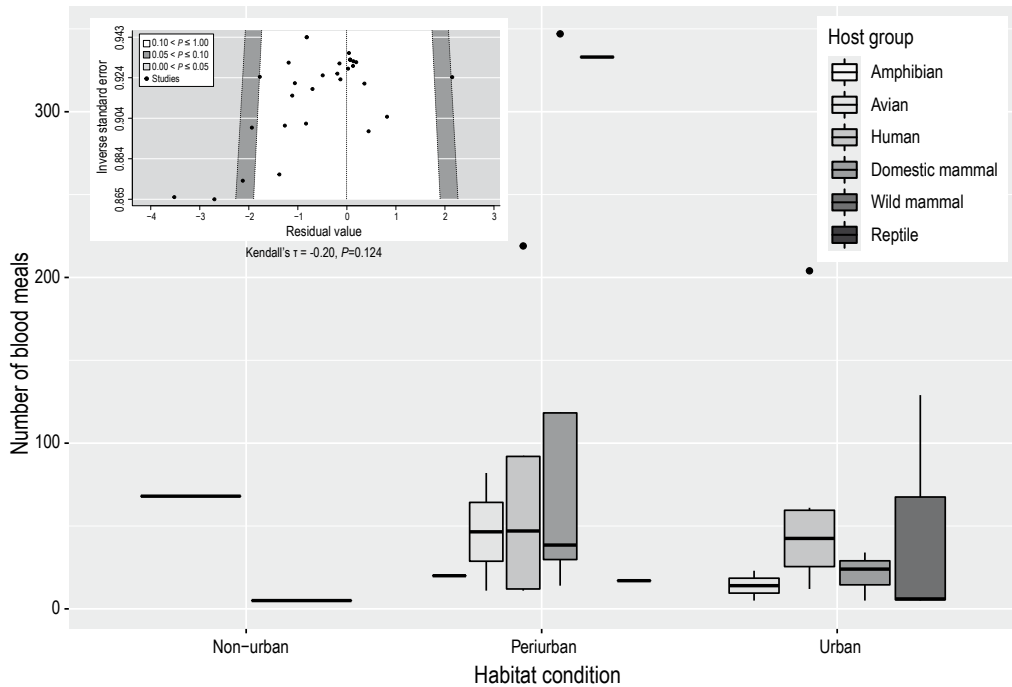 0.10 < P ≤ 1.00
0.05 < P ≤ 0.10
0.00 < P ≤ 0.05
Studies
Inverse standard error
0.943
0.924
0.904
0.884
0.865
−4
−3
−2
−1
0
1
2
3
Residual value
Kendall's τ = -0.20, P=0.124
Host group
Amphibian
Avian
Human
Domestic mammal
Wild mammal
Reptile
Number of blood meals
300
200
100
0
Non−urban
Periurban
Urban
Habitat condition